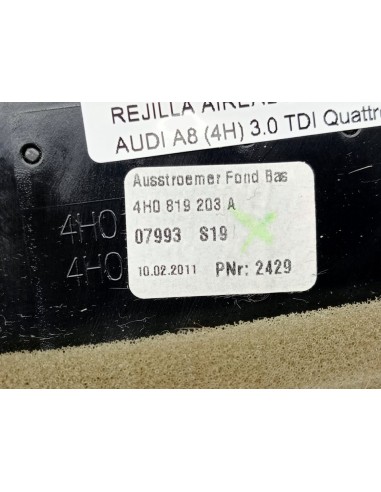 REJILLA
AUDI A8 (4H) 3.0 TDI Quattro
Ausstroemer Fond Bas
4H0 819 203 A
07993 S19
10.02.2011 PNr: 2429
4H0
4H0